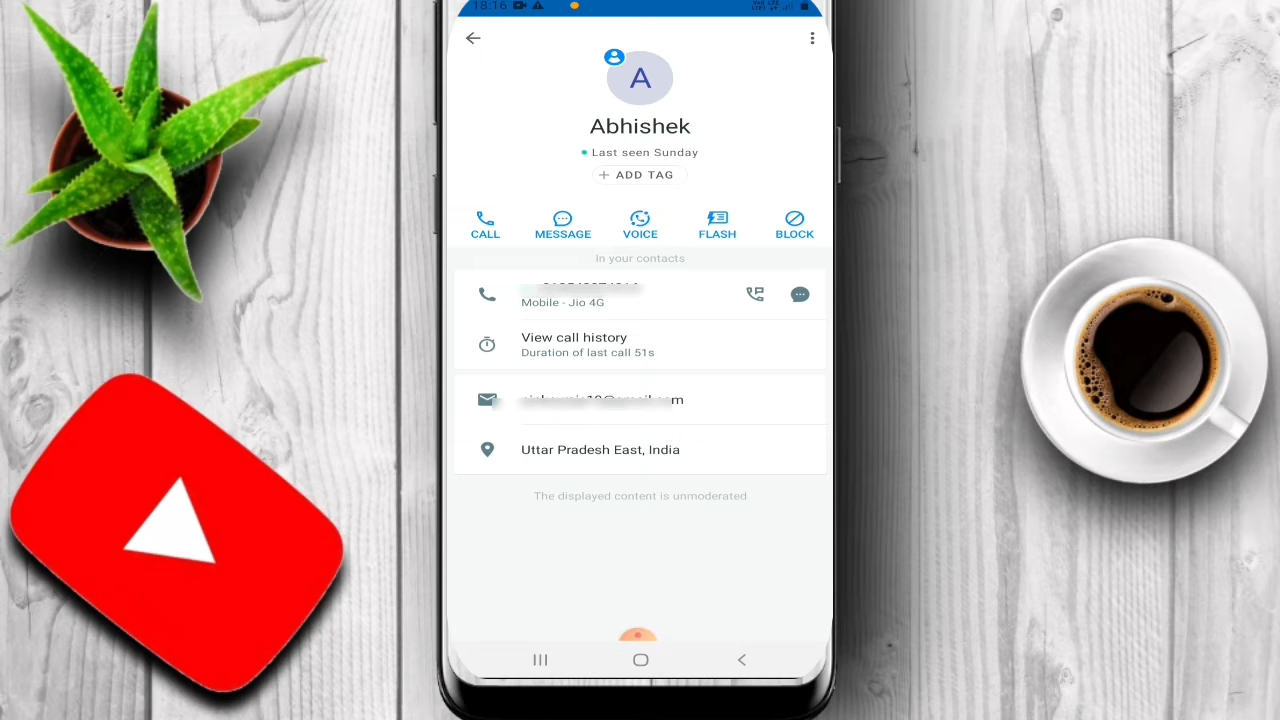 18:16
A
Abhishek
Last seen Sunday
+ ADD TAG
CALL MESSAGE VOICE FLASH BLOCK
In your contacts
Mobile - Jio 4G
View call history
Duration of last call 51s
Uttar Pradesh East, India
The displayed content is unmoderated